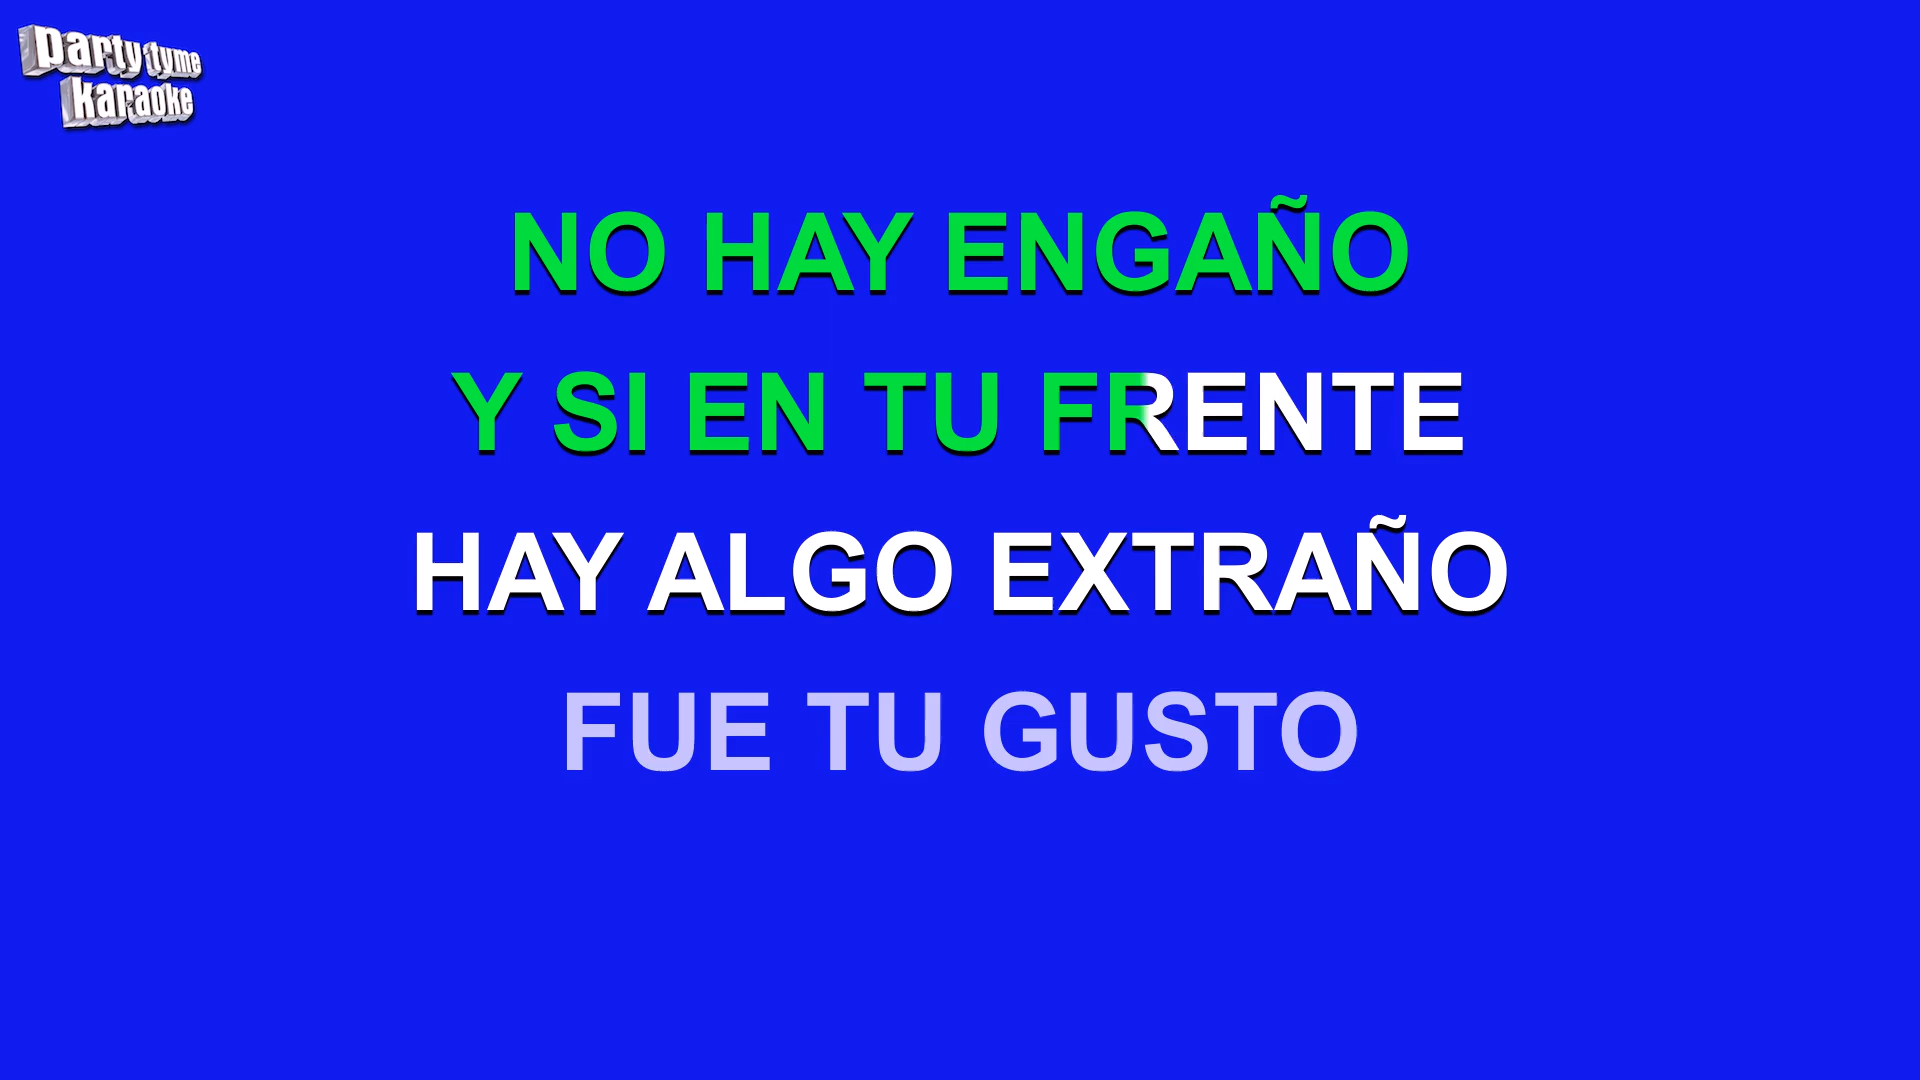 party tyme
karaoke
NO HAY ENGAÑO
Y SI EN TU FRENTE
HAY ALGO EXTRAÑO
FUE TU GUSTO